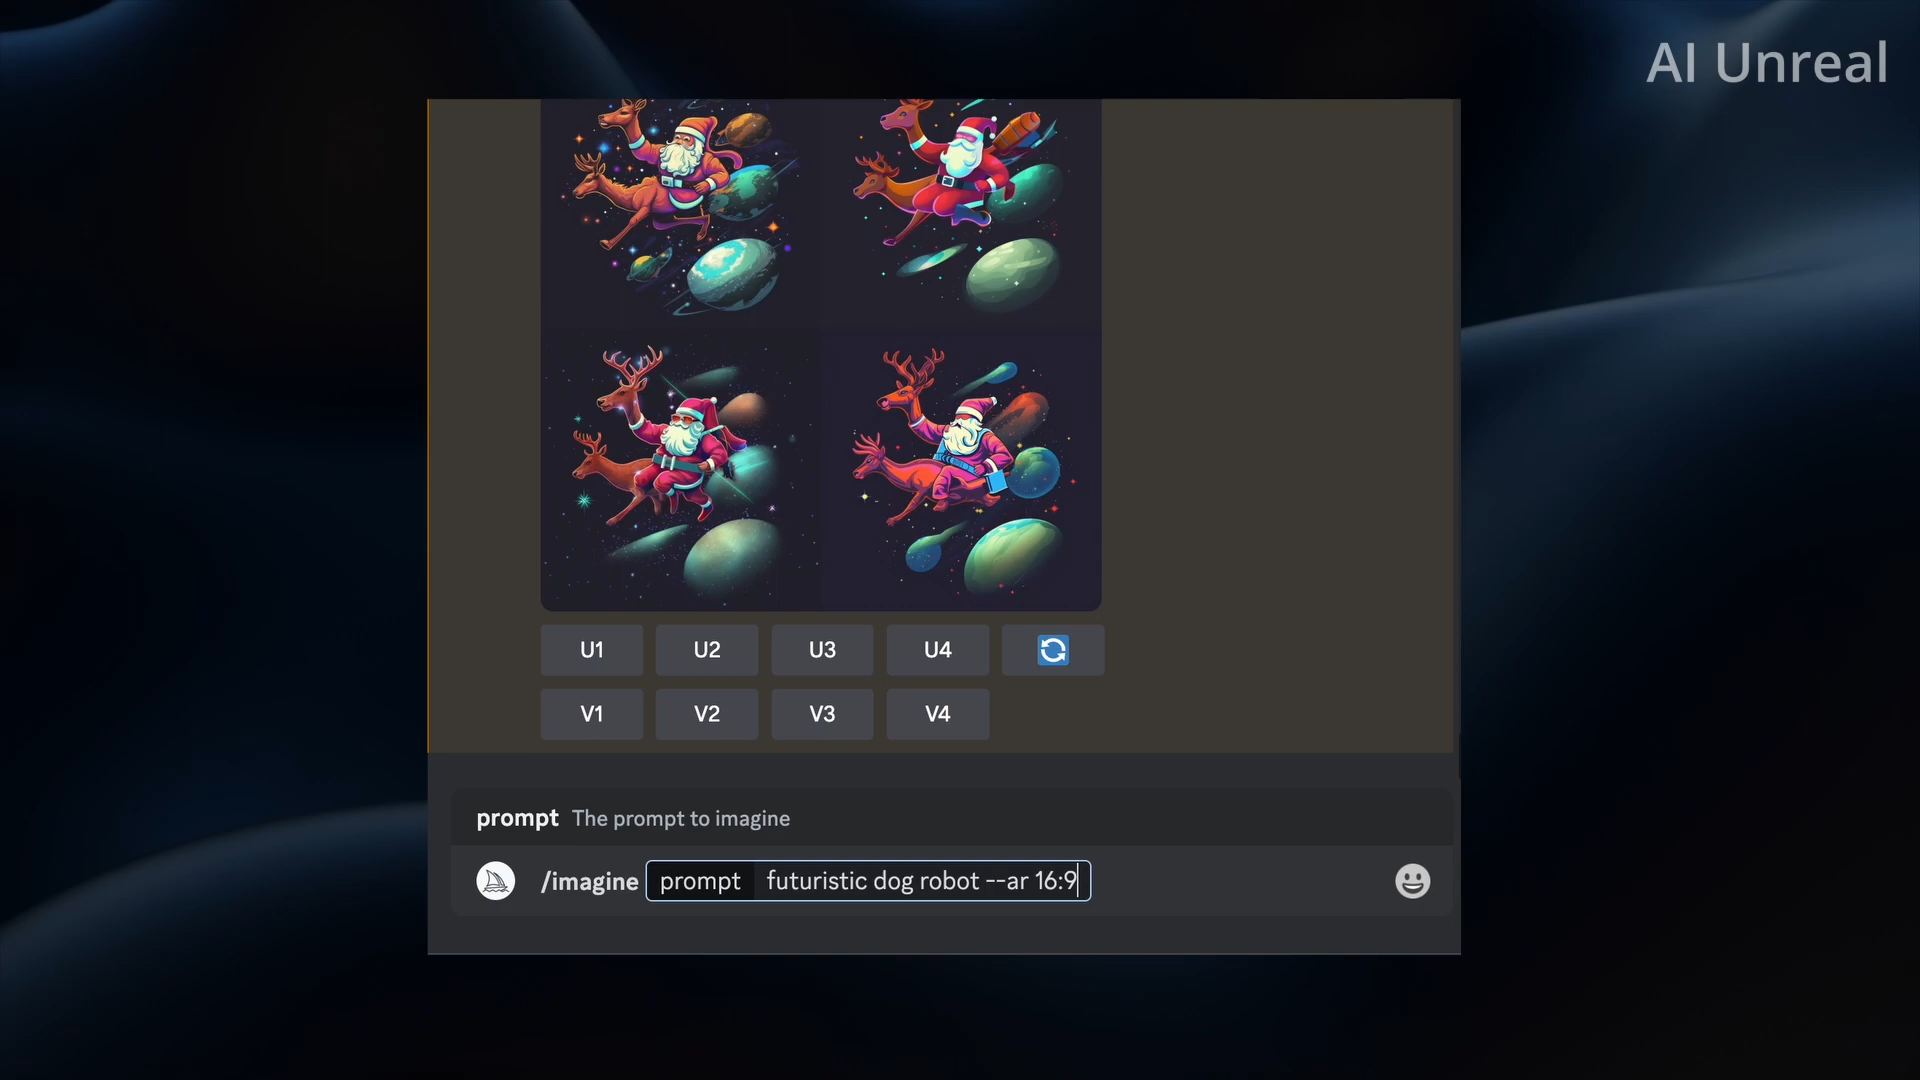 AI Unreal
U1 U2 U3 U4
V1 V2 V3 V4
prompt The prompt to imagine
/imagine prompt futuristic dog robot --ar 16:9